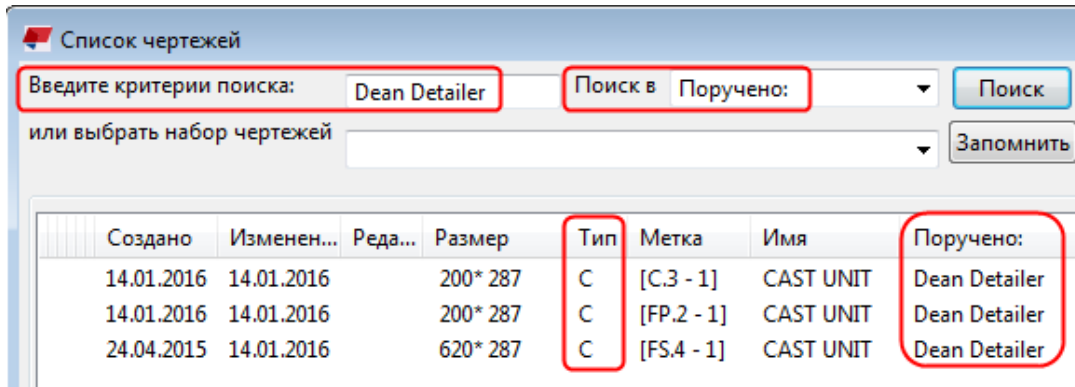 Список чертежей
Введите критерии поиска: Dean Detailer Поиск в Поручено: Поиск
или выбрать набор чертежей Запомнить
Создано Изменен... Реда... Размер Тип Метка Имя Поручено:
14.01.2016 14.01.2016 200* 287 C [C.3 - 1] CAST UNIT Dean Detailer
14.01.2016 14.01.2016 200* 287 C [FP.2 - 1] CAST UNIT Dean Detailer
24.04.2015 14.01.2016 620* 287 C [FS.4 - 1] CAST UNIT Dean Detailer